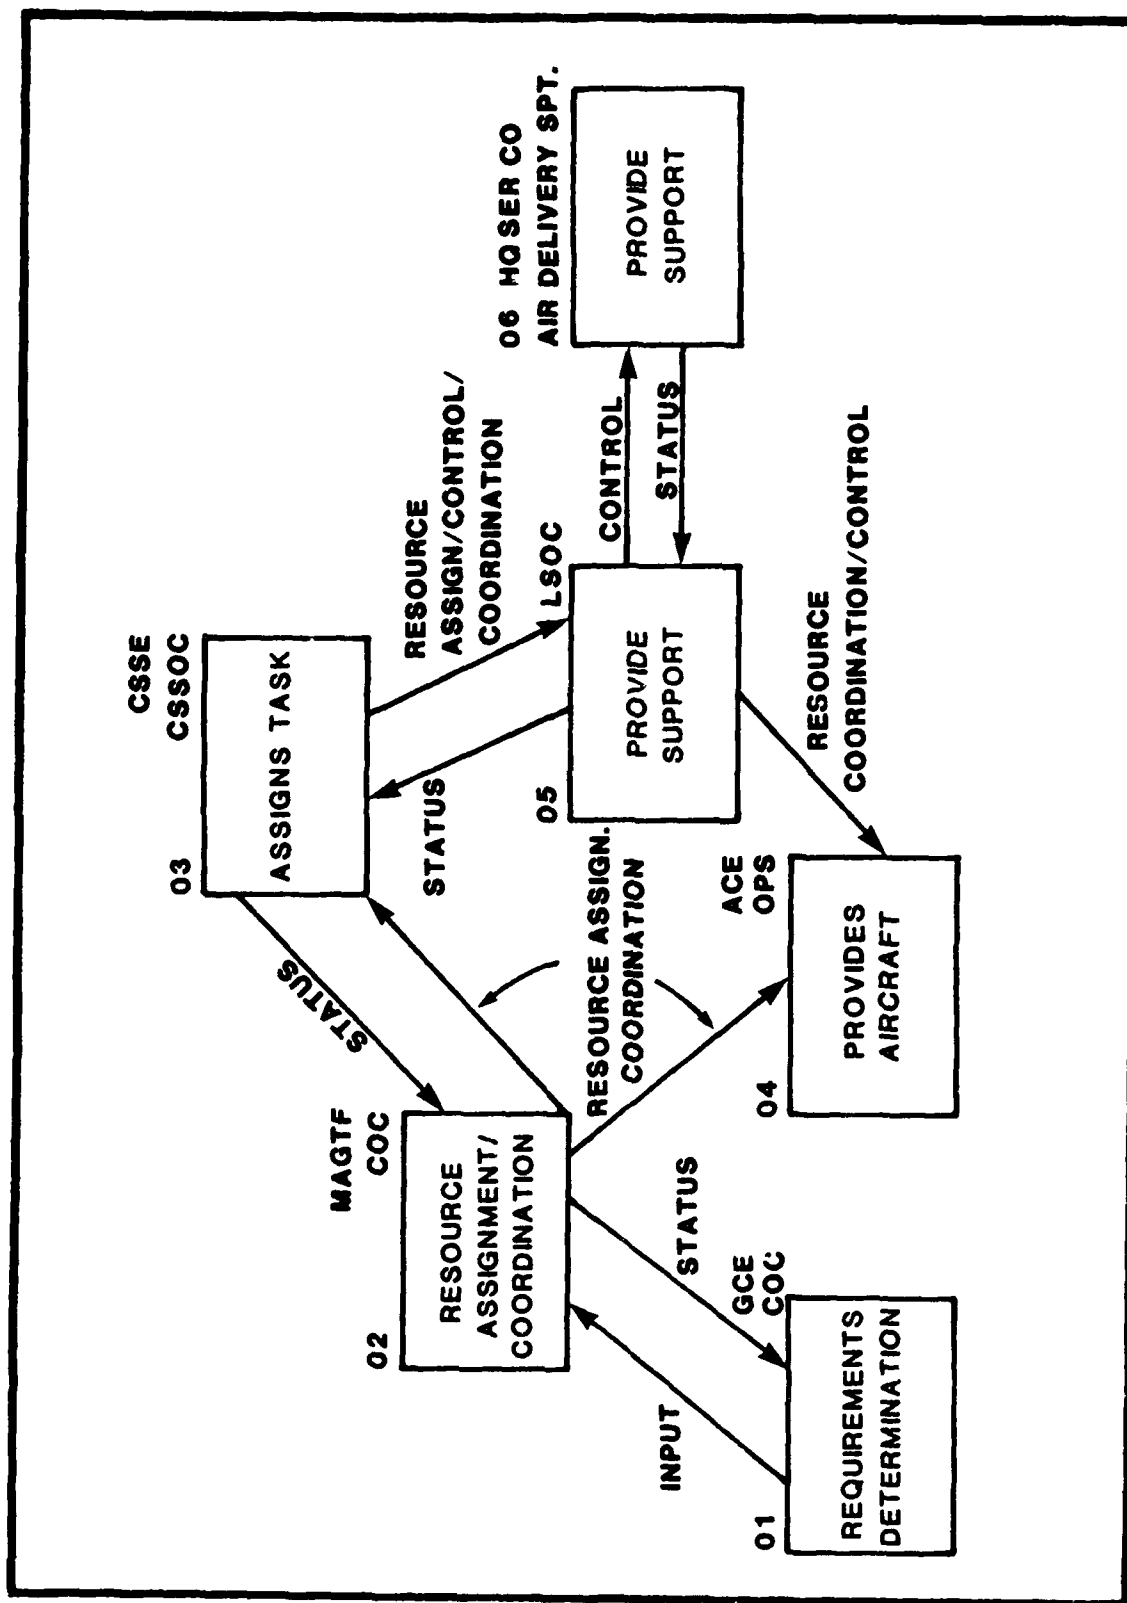 CSSE
CSSOC
03
ASSIGNS TASK
STATUS
MAGTF
COC
02
RESOURCE
ASSIGNMENT/
COORDINATION
STATUS
RESOURCE
ASSIGN/CONTROL/
COORDINATION
LSOC
05
PROVIDE
SUPPORT
06 HQ SER CO
AIR DELIVERY SPT.
PROVIDE
SUPPORT
CONTROL
STATUS
RESOURCE ASSIGN.
COORDINATION
INPUT
STATUS
GCE
COC
01
REQUIREMENTS
DETERMINATION
ACE
OPS
04
PROVIDES
AIRCRAFT
RESOURCE
COORDINATION/CONTROL